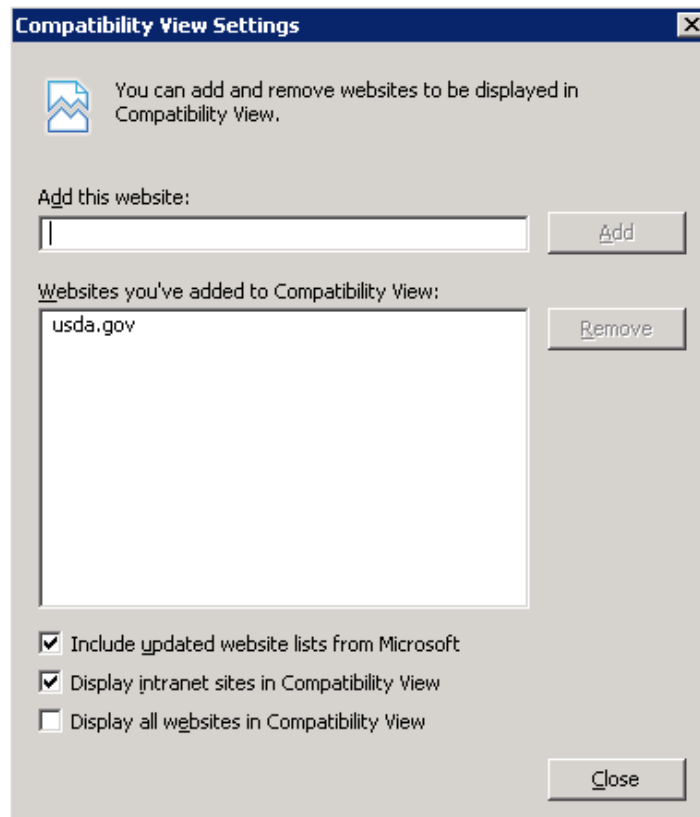 Compatibility View Settings
You can add and remove websites to be displayed in
Compatibility View.
Add this website:
Add
Websites you've added to Compatibility View:
usda.gov
Remove
Include updated website lists from Microsoft
Display intranet sites in Compatibility View
Display all websites in Compatibility View
Close